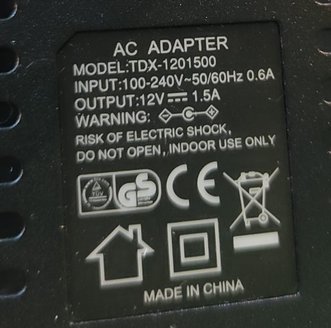 AC ADAPTER
MODEL:TDX-1201500
INPUT:100-240V~50/60Hz 0.6A
OUTPUT:12V⎓1.5A
WARNING:
RISK OF ELECTRIC SHOCK,
DO NOT OPEN, INDOOR USE ONLY
TÜV GS CE
MADE IN CHINA